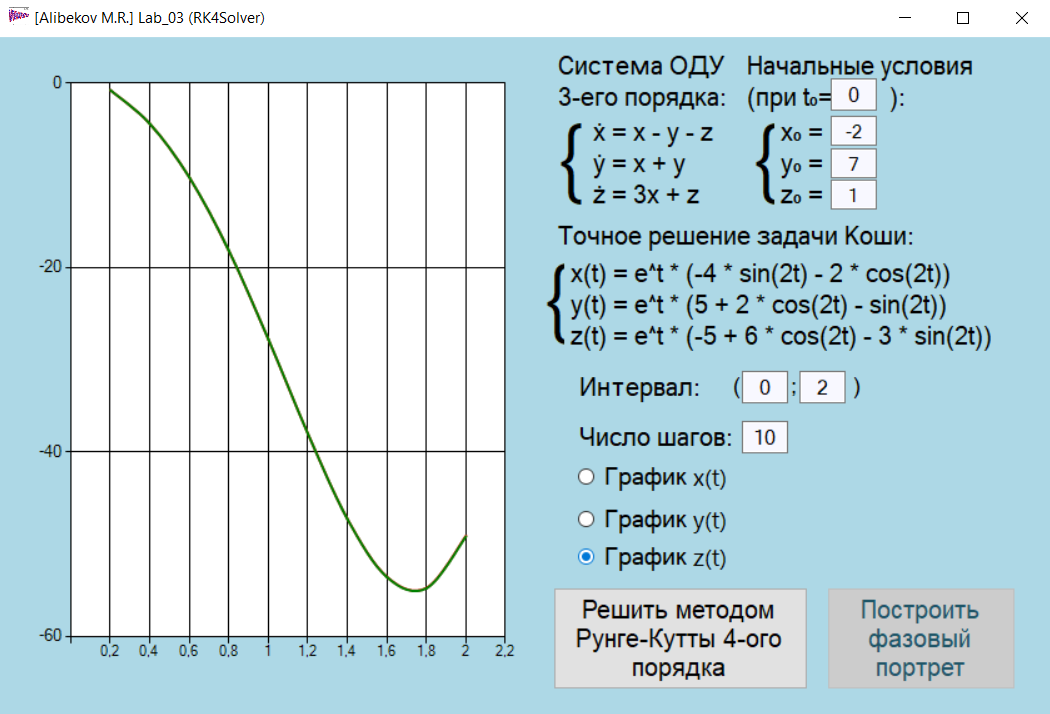 [Alibekov M.R.] Lab_03 (RK4Solver)
0
-20
-40
-60
0,2 0,4 0,6 0,8 1 1,2 1,4 1,6 1,8 2 2,2
Система ОДУ
3-его порядка:
ẋ = x - y - z
ẏ = x + y
ż = 3x + z
Начальные условия
(при t₀= 0 ):
x₀ = -2
y₀ = 7
z₀ = 1
Точное решение задачи Коши:
x(t) = e^t * (-4 * sin(2t) - 2 * cos(2t))
y(t) = e^t * (5 + 2 * cos(2t) - sin(2t))
z(t) = e^t * (-5 + 6 * cos(2t) - 3 * sin(2t))
Интервал: ( 0 ; 2 )
Число шагов: 10
График x(t)
График y(t)
График z(t)
Решить методом
Рунге-Кутты 4-ого
порядка
Построить
фазовый
портрет